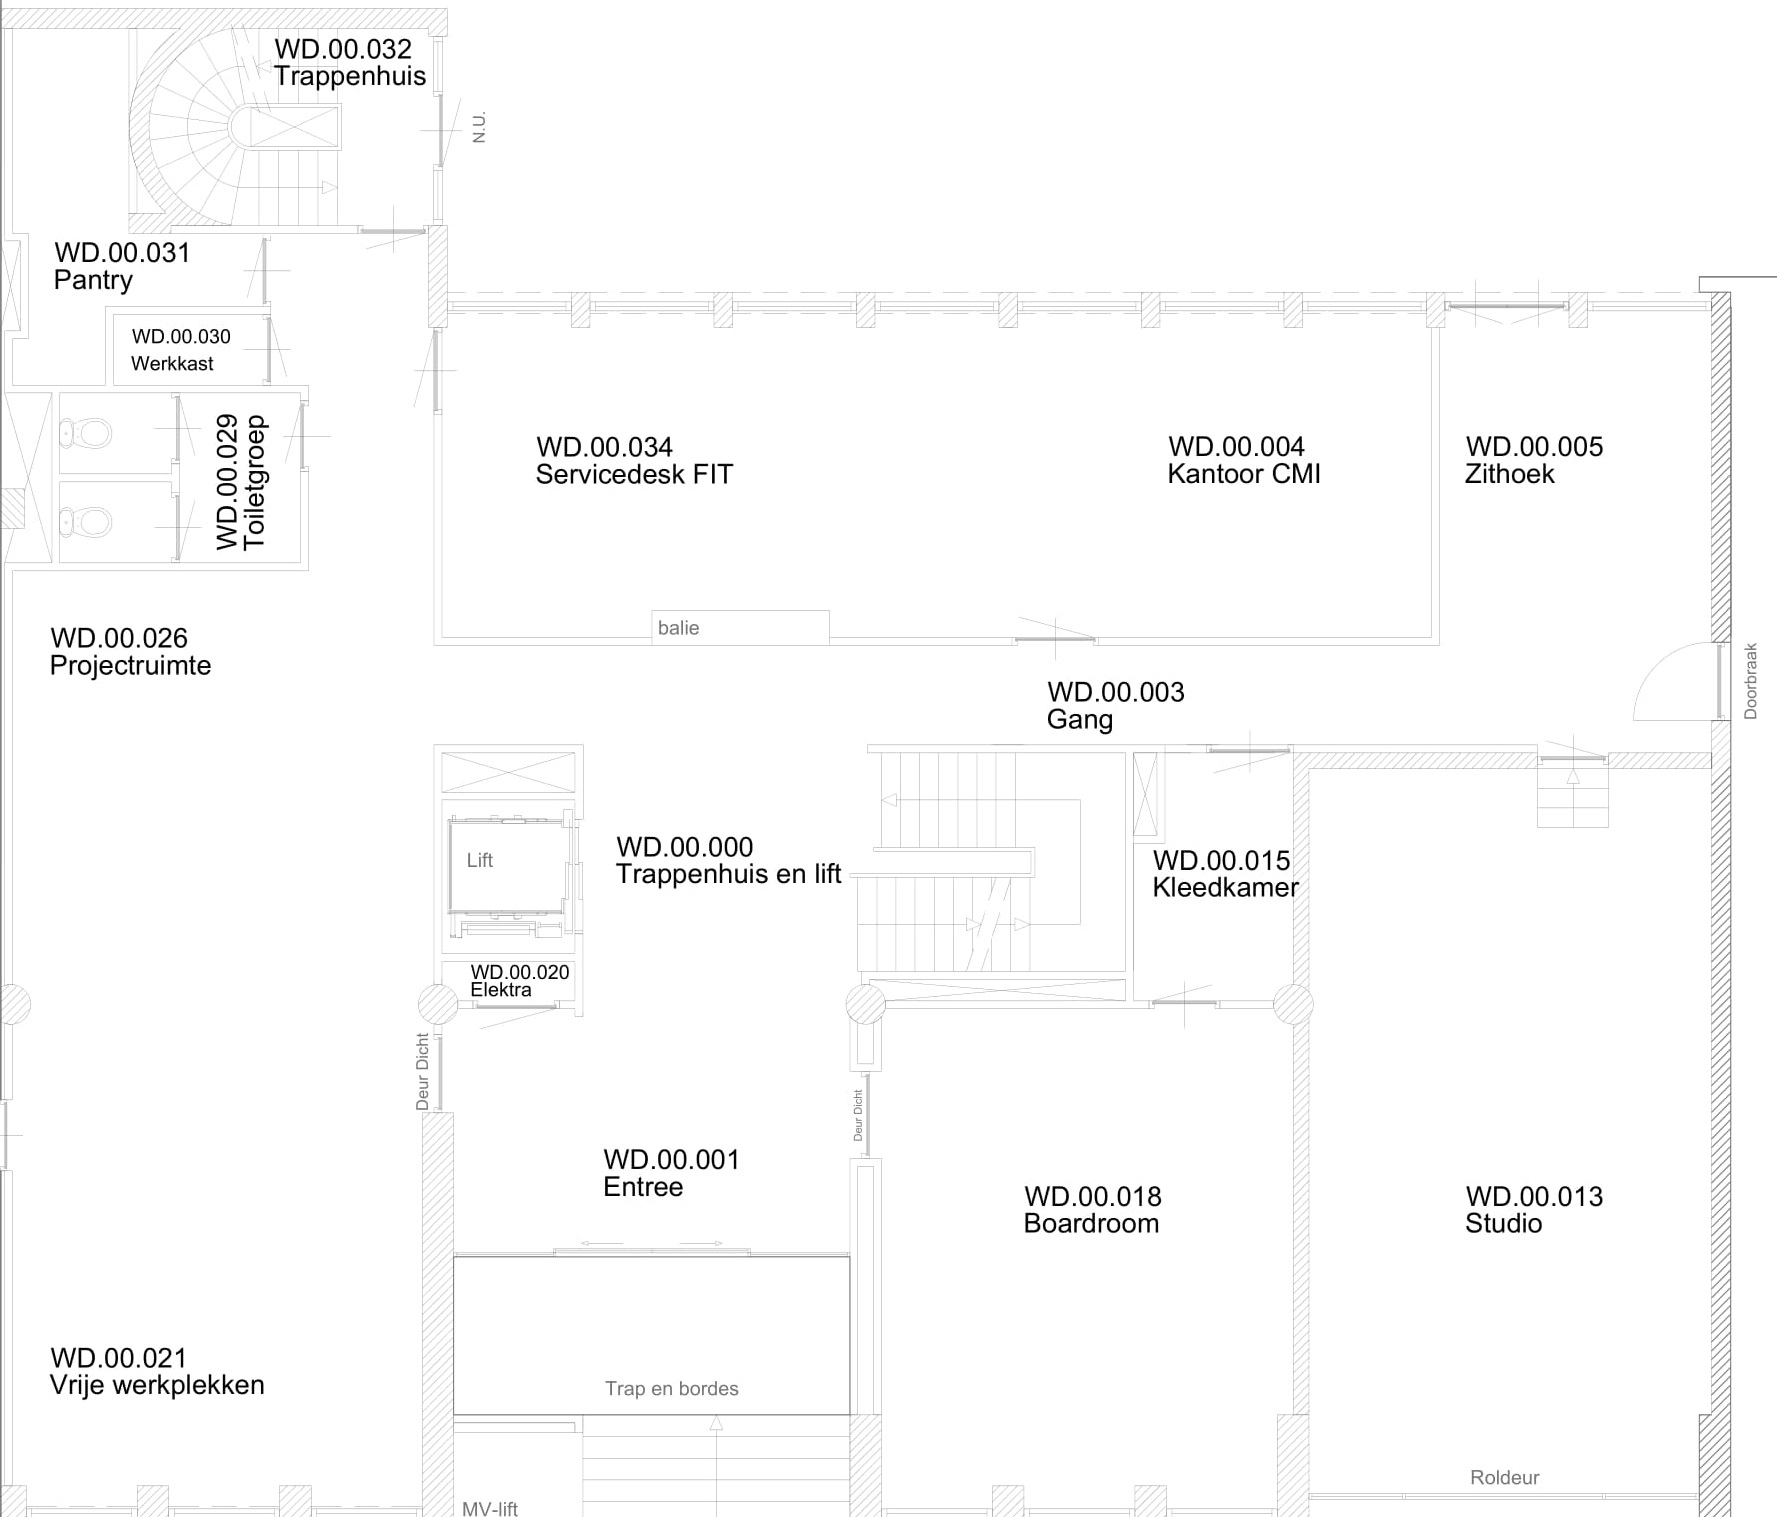 WD.00.032
Trappenhuis
N.U.
WD.00.031
Pantry
WD.00.030
Werkkast
WD.00.029
Toiletgroep
WD.00.034
Servicedesk FIT
WD.00.004
Kantoor CMI
WD.00.005
Zithoek
balie
WD.00.026
Projectruimte
WD.00.003
Gang
Doorbraak
Lift
WD.00.000
Trappenhuis en lift
WD.00.015
Kleedkamer
WD.00.020
Elektra
Deur Dicht
Deur Dicht
WD.00.001
Entree
WD.00.018
Boardroom
WD.00.013
Studio
WD.00.021
Vrije werkplekken
Trap en bordes
Roldeur
MV-lift